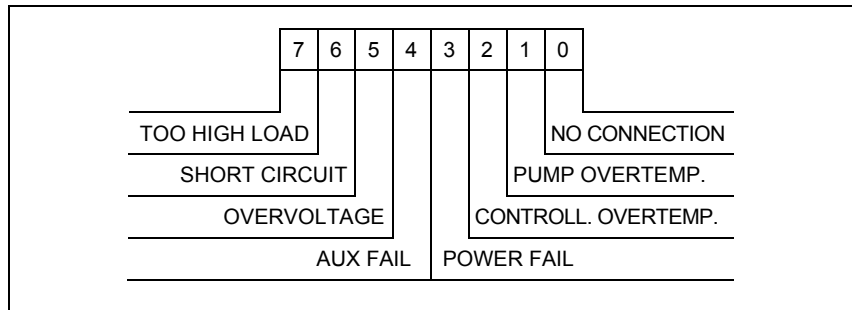 7 6 5 4 3 2 1 0
TOO HIGH LOAD NO CONNECTION
SHORT CIRCUIT PUMP OVERTEMP.
OVERVOLTAGE CONTROLL. OVERTEMP.
AUX FAIL POWER FAIL